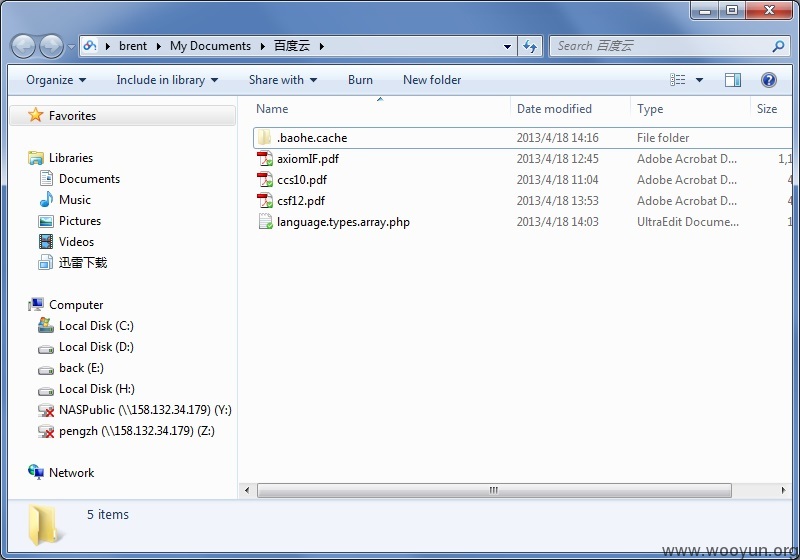 brent My Documents 百度云 Search 百度云
Organize Include in library Share with Burn New folder
Favorites
Libraries
Documents
Music
Pictures
Videos
迅雷下载
Computer
Local Disk (C:)
Local Disk (D:)
back (E:)
Local Disk (H:)
NASPublic (\\158.132.34.179) (Y:)
pengzh (\\158.132.34.179) (Z:)
Network
Name Date modified Type Size
.baohe.cache 2013/4/18 14:16 File folder
axiomIF.pdf 2013/4/18 12:45 Adobe Acrobat D... 1,1
ccs10.pdf 2013/4/18 11:04 Adobe Acrobat D... 4
csf12.pdf 2013/4/18 13:53 Adobe Acrobat D... 4
language.types.array.php 2013/4/18 14:03 UltraEdit Docume... 1
5 items
www.wooyun.org